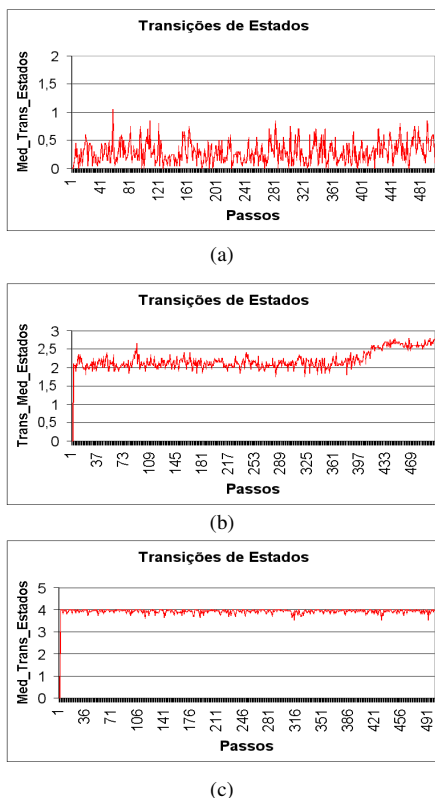 Transições de Estados
Med_Trans_Estados
2
1,5
1
0,5
0
1 41 81 121 161 201 241 281 321 361 401 441 481
Passos
(a)
Transições de Estados
Trans_Med_Estados
3
2,5
2
1,5
1
0,5
0
1 37 73 109 145 181 217 253 289 325 361 397 433 469
Passos
(b)
Transições de Estados
Med_Trans_Estados
5
4
3
2
1
0
1 36 71 106 141 176 211 246 281 316 351 386 421 456 491
Passos
(c)